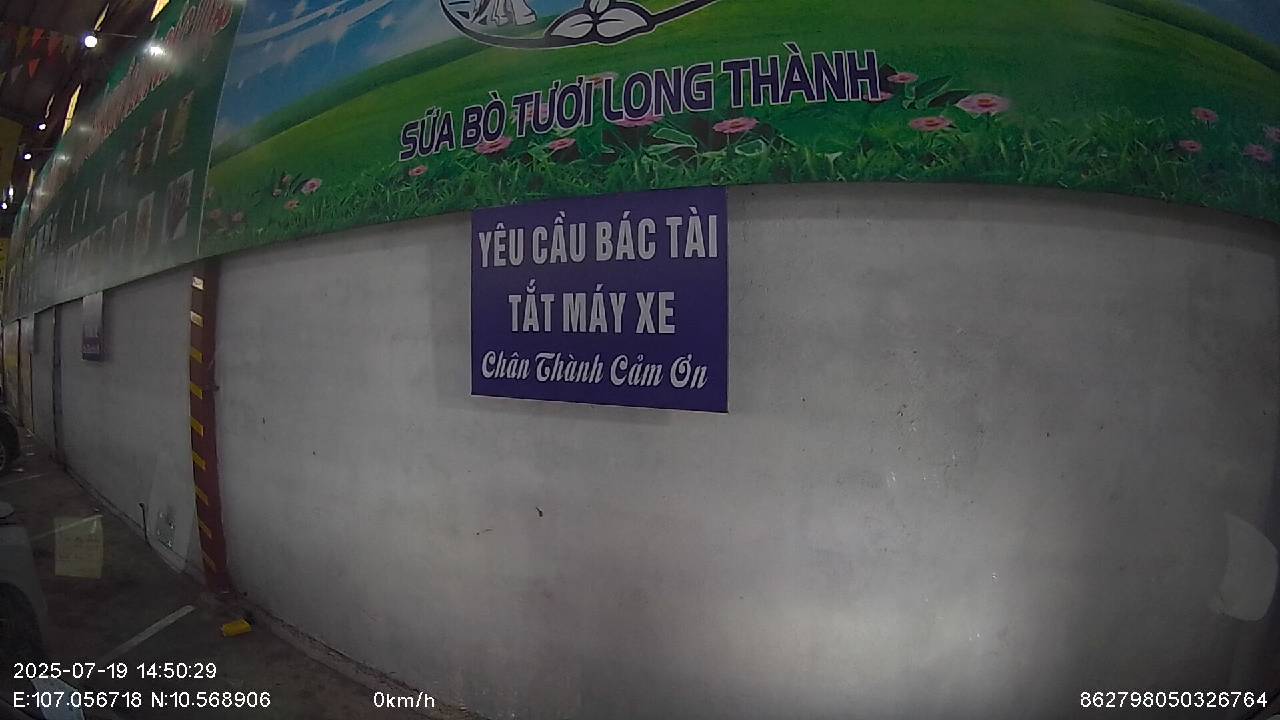 SỮA BÒ TƯƠI LONG THÀNH
YÊU CẦU BÁC TÀI
TẮT MÁY XE
Chân Thành Cảm Ơn
2025-07-19 14:50:29
E:107.056718 N:10.568906
0km/h
862798050326764